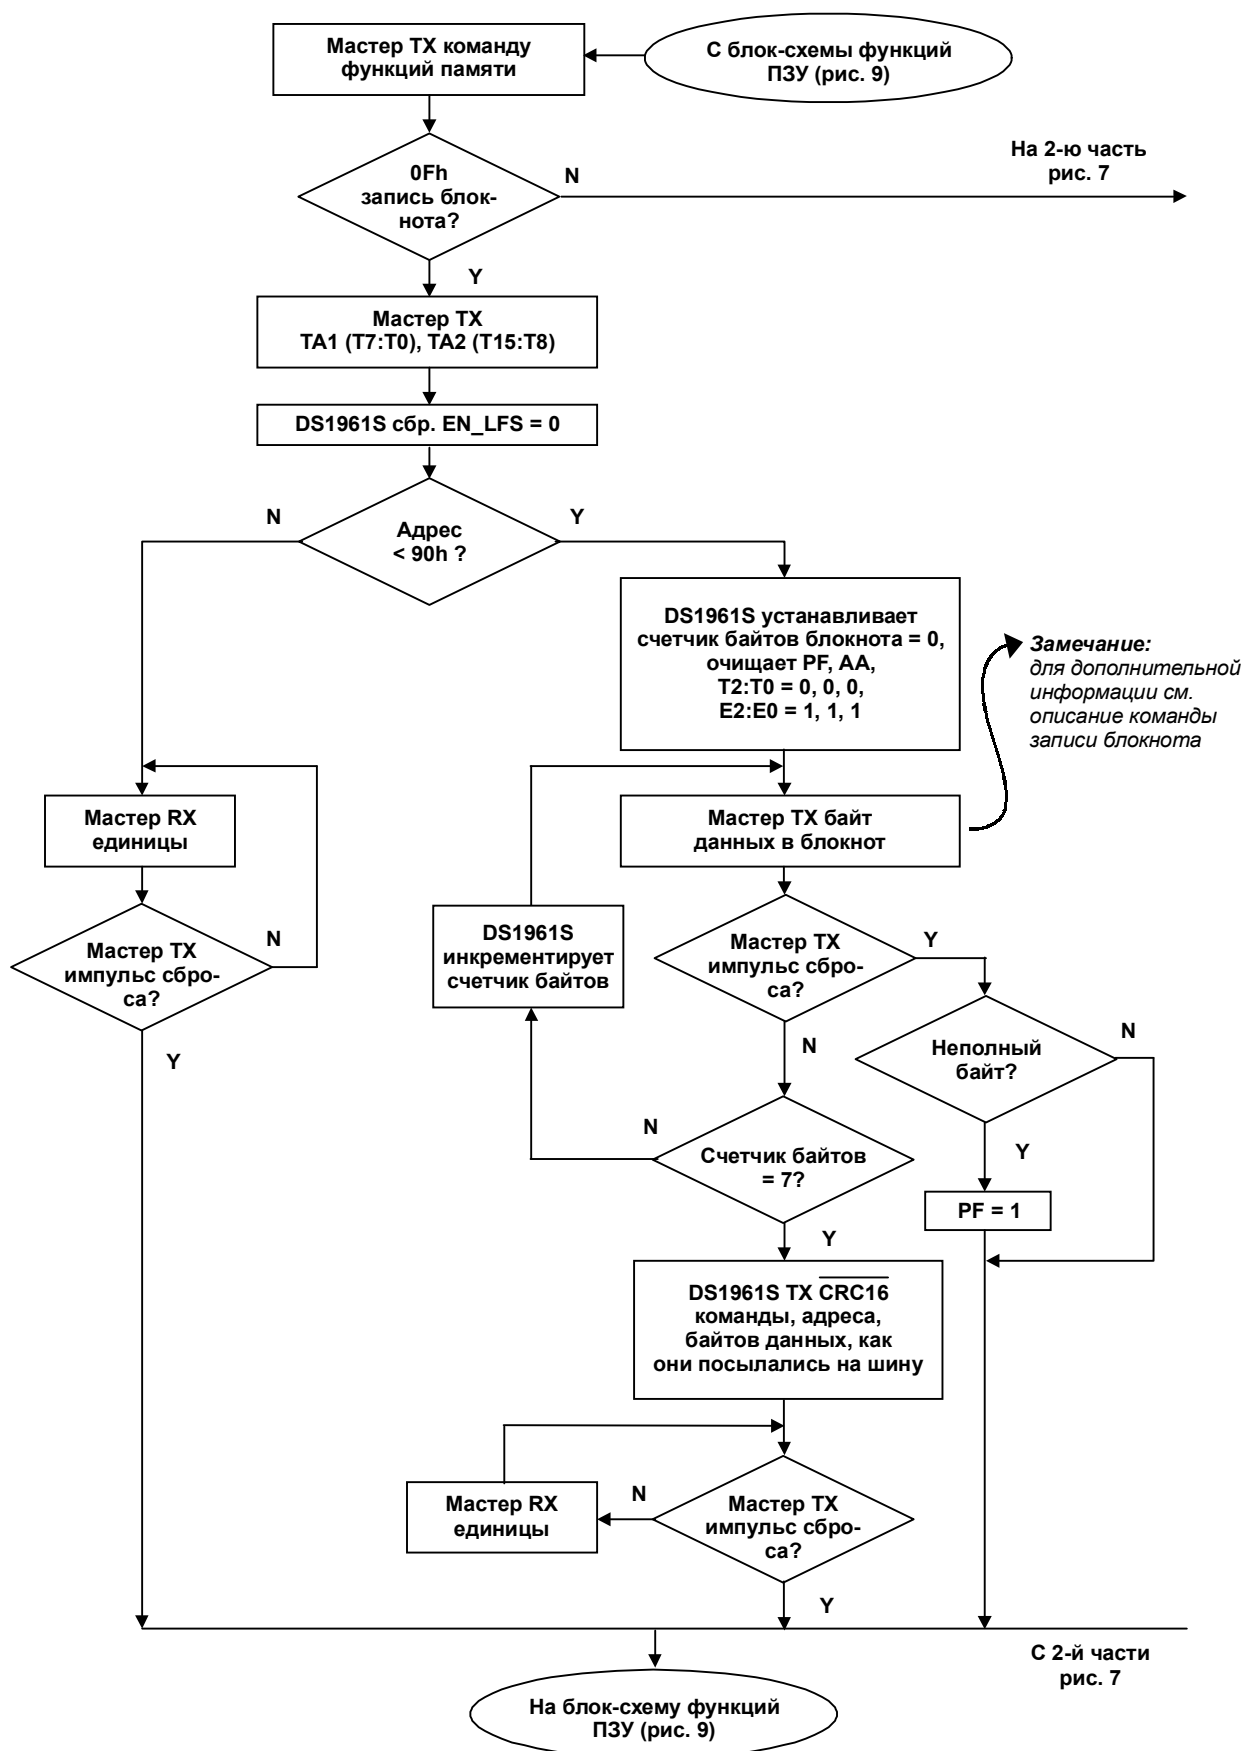 Мастер TX команду
функций памяти
С блок-схемы функций
ПЗУ (рис. 9)
0Fh
запись блок-
нота?
N
На 2-ю часть
рис. 7
Y
Мастер TX
TA1 (T7:T0), TA2 (T15:T8)
DS1961S сбр. EN_LFS = 0
N
Адрес
< 90h ?
Y
DS1961S устанавливает
счетчик байтов блокнота = 0,
очищает PF, AA,
T2:T0 = 0, 0, 0,
E2:E0 = 1, 1, 1
Замечание:
для дополнительной
информации см.
описание команды
записи блокнота
Мастер RX
единицы
Мастер TX байт
данных в блокнот
Мастер TX
импульс сбро-
са?
N
Y
DS1961S
инкрементирует
счетчик байтов
Мастер TX
импульс сбро-
са?
Y
N
Неполный
байт?
N
Y
PF = 1
N
Счетчик байтов
= 7?
Y
DS1961S TX CRC16
команды, адреса,
байтов данных, как
они посылались на шину
Мастер RX
единицы
N
Мастер TX
импульс сбро-
са?
Y
С 2-й части
рис. 7
На блок-схему функций
ПЗУ (рис. 9)